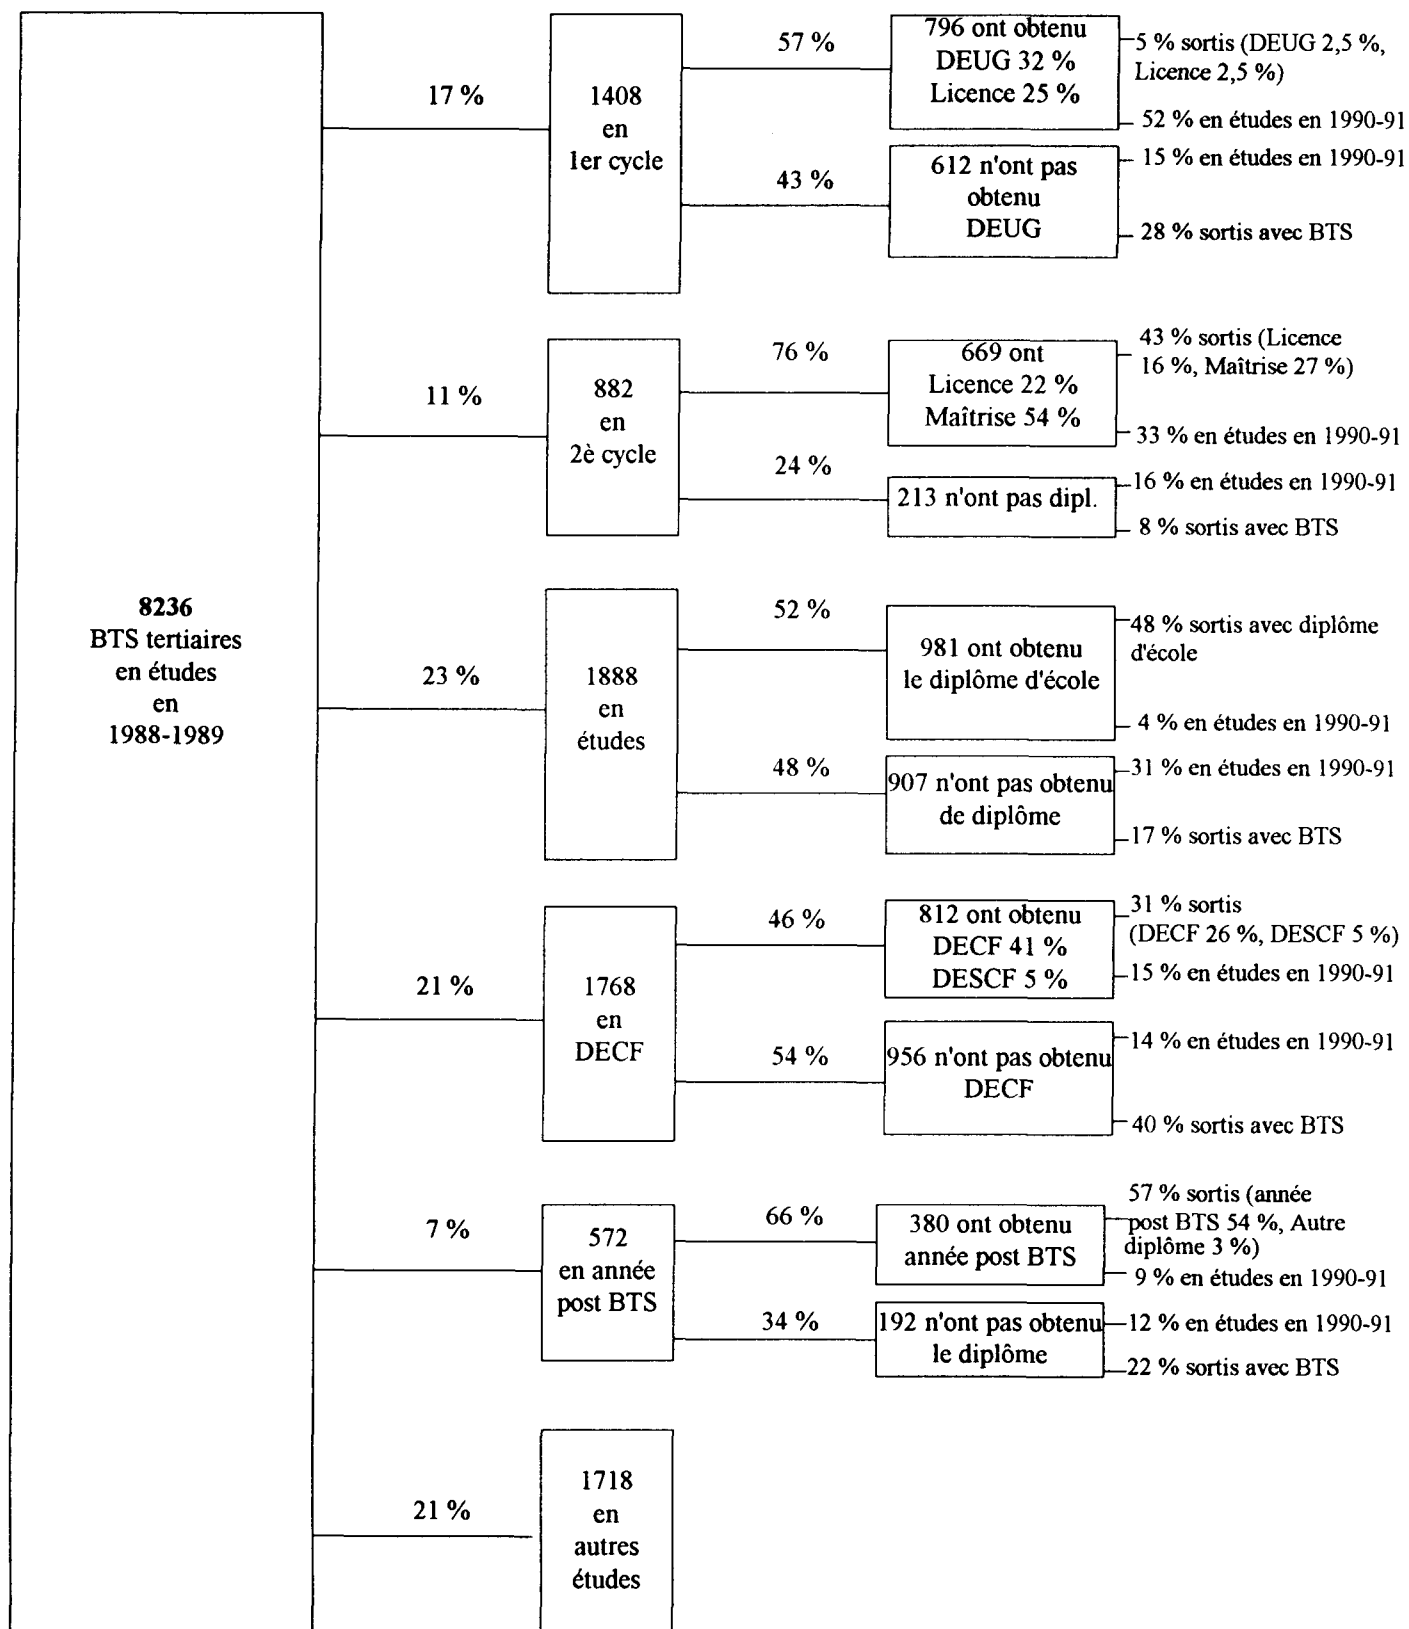 8236
BTS tertiaires
en études
en
1988-1989
17 %
1408
en
1er cycle
57 %
796 ont obtenu
DEUG 32 %
Licence 25 %
5 % sortis (DEUG 2,5 %,
Licence 2,5 %)
52 % en études en 1990-91
43 %
612 n'ont pas
obtenu
DEUG
15 % en études en 1990-91
28 % sortis avec BTS
11 %
882
en
2è cycle
76 %
669 ont
Licence 22 %
Maîtrise 54 %
43 % sortis (Licence
16 %, Maîtrise 27 %)
33 % en études en 1990-91
24 %
213 n'ont pas dipl.
16 % en études en 1990-91
8 % sortis avec BTS
23 %
1888
en
études
52 %
981 ont obtenu
le diplôme d'école
48 % sortis avec diplôme
d'école
4 % en études en 1990-91
48 %
907 n'ont pas obtenu
de diplôme
31 % en études en 1990-91
17 % sortis avec BTS
21 %
1768
en
DECF
46 %
812 ont obtenu
DECF 41 %
DESCF 5 %
31 % sortis
(DECF 26 %, DESCF 5 %)
15 % en études en 1990-91
54 %
956 n'ont pas obtenu
DECF
14 % en études en 1990-91
40 % sortis avec BTS
7 %
572
en année
post BTS
66 %
380 ont obtenu
année post BTS
57 % sortis (année
post BTS 54 %, Autre
diplôme 3 %)
9 % en études en 1990-91
34 %
192 n'ont pas obtenu
le diplôme
12 % en études en 1990-91
22 % sortis avec BTS
21 %
1718
en
autres
études